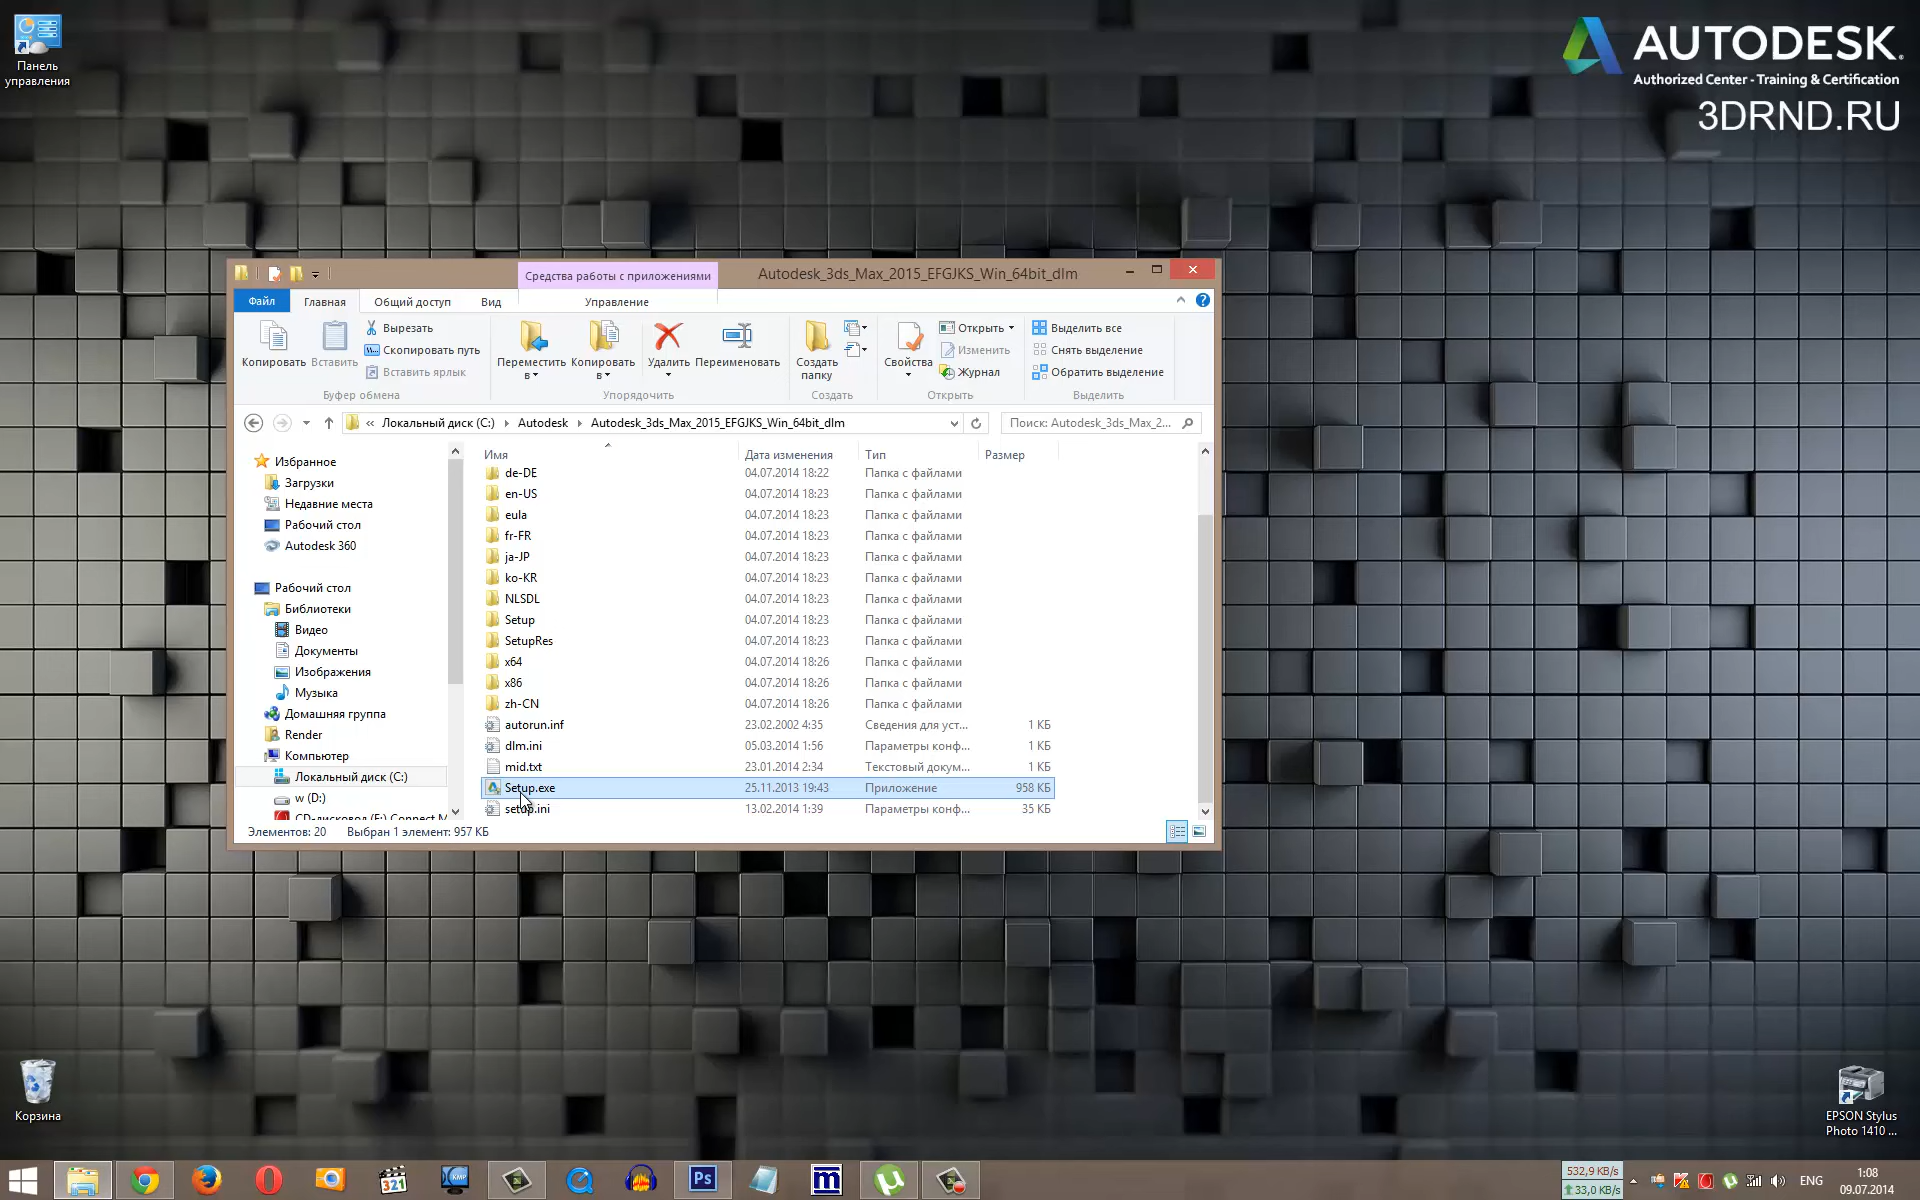 Панель
управления
AUTODESK.
Authorized Center - Training & Certification
3DRND.RU
Средства работы с приложениями
Autodesk_3ds_Max_2015_EFGJKS_Win_64bit_dlm
Файл
Главная
Общий доступ
Вид
Управление
Копировать
Вставить
Вырезать
Скопировать путь
Вставить ярлык
Переместить
в
Копировать
в
Удалить
Переименовать
Создать
папку
Свойства
Открыть
Изменить
Журнал
Выделить все
Снять выделение
Обратить выделение
Буфер обмена
Упорядочить
Создать
Открыть
Выделить
« Локальный диск (C:) Autodesk Autodesk_3ds_Max_2015_EFGJKS_Win_64bit_dlm
Поиск: Autodesk_3ds_Max_2...
Избранное
Загрузки
Недавние места
Рабочий стол
Autodesk 360
Рабочий стол
Библиотеки
Видео
Документы
Изображения
Музыка
Домашняя группа
Render
Компьютер
Локальный диск (C:)
w (D:)
CD-дисковод (F:) Connect M
Имя Дата изменения Тип Размер
de-DE 04.07.2014 18:22 Папка с файлами
en-US 04.07.2014 18:23 Папка с файлами
eula 04.07.2014 18:23 Папка с файлами
fr-FR 04.07.2014 18:23 Папка с файлами
ja-JP 04.07.2014 18:23 Папка с файлами
ko-KR 04.07.2014 18:23 Папка с файлами
NLSDL 04.07.2014 18:23 Папка с файлами
Setup 04.07.2014 18:23 Папка с файлами
SetupRes 04.07.2014 18:23 Папка с файлами
x64 04.07.2014 18:26 Папка с файлами
x86 04.07.2014 18:26 Папка с файлами
zh-CN 04.07.2014 18:26 Папка с файлами
autorun.inf 23.02.2002 4:35 Сведения для уст... 1 КБ
dlm.ini 05.03.2014 1:56 Параметры конф... 1 КБ
mid.txt 23.01.2014 2:34 Текстовый докум... 1 КБ
Setup.exe 25.11.2013 19:43 Приложение 958 КБ
setup.ini 13.02.2014 1:39 Параметры конф... 35 КБ
Элементов: 20 Выбран 1 элемент: 957 КБ
Корзина
EPSON Stylus
Photo 1410 ...
321
KMP
Ps
m
532,9 KB/s
33,0 KB/s
ENG
1:08
09.07.2014